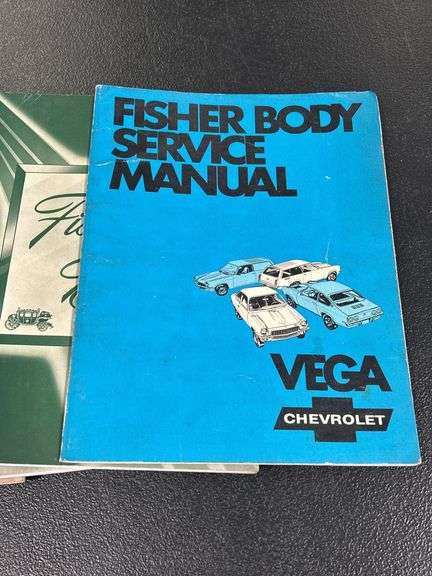 FISHER BODY
SERVICE
MANUAL
VEGA
CHEVROLET